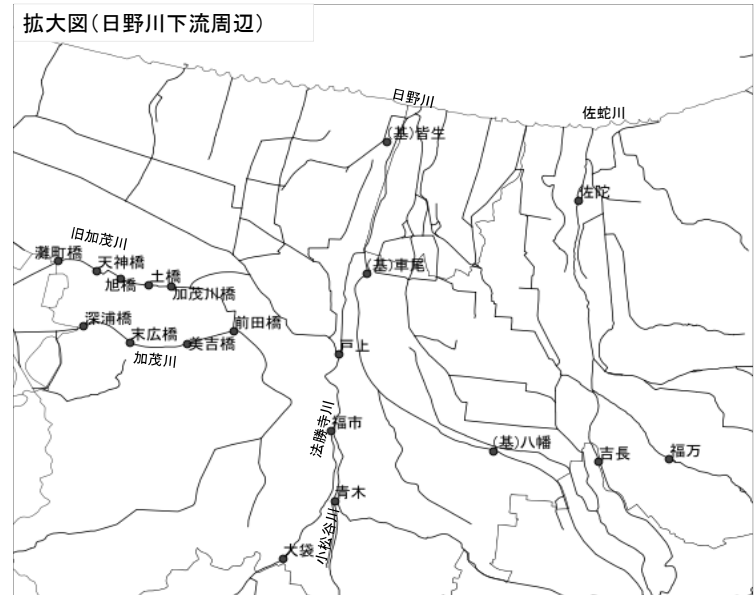 拡大図(日野川下流周辺)
日野川
佐蛇川
(基)皆生
佐陀
旧加茂川
灘町橋
天神橋
旭橋
土橋
加茂川橋
(基)車尾
深浦橋
末広橋
美吉橋
前田橋
加茂川
戸上
法勝寺川
福市
(基)八幡
吉長
福万
青木
小松谷川
大袋